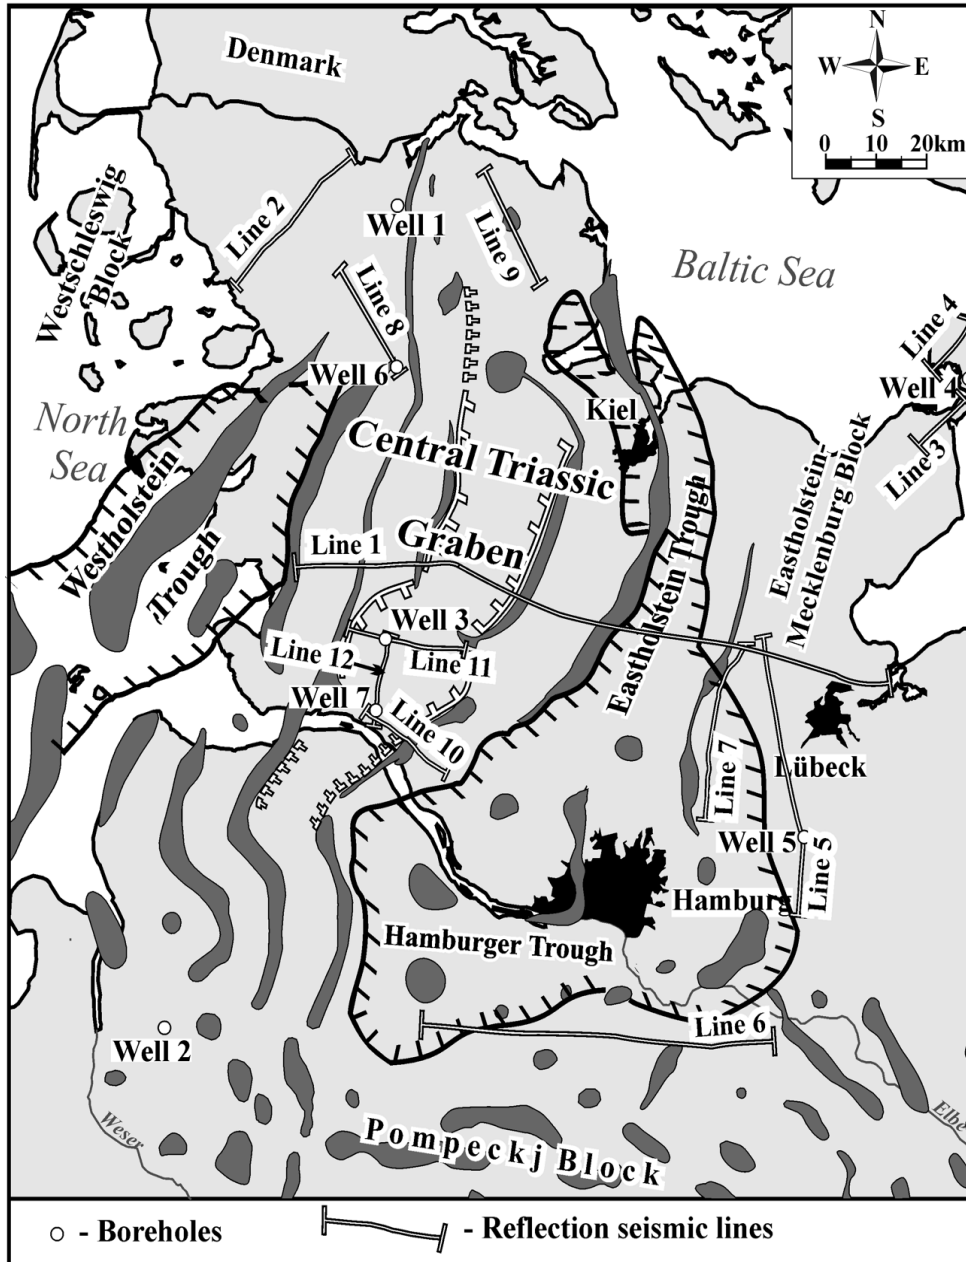 Denmark
N
W E
S
0 10 20km
Westschleswig
Block
Line 2
Well 1
Line 9
Baltic Sea
Line 8
Line 4
Well 6
Well 4
North
Sea
Kiel
Central Triassic
Graben
Line 3
Westholstein
Trough
Eastholstein-
Mecklenburg Block
Line 1
Eastholstein Trough
Well 3
Line 12
Line 11
Well 7
Line 10
Line 7
Lübeck
Well 5
Line 5
Hamburg
Hamburger Trough
Line 6
Well 2
Weser
Elbe
Pompeckj Block
- Boreholes
- Reflection seismic lines